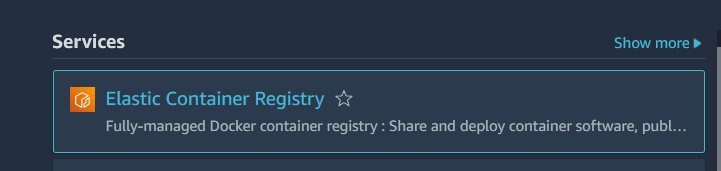 Services
Show more
Elastic Container Registry
Fully-managed Docker container registry : Share and deploy container software, publ...